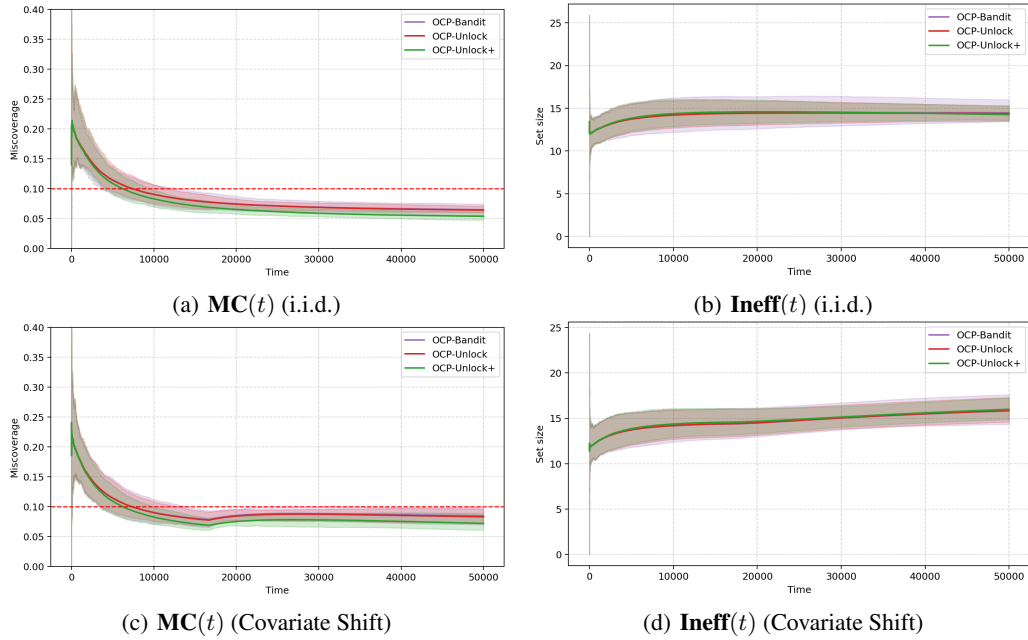 0.40
0.35
0.30
0.25
0.20
0.15
0.10
0.05
0.00
Miscoverage
OCP-Bandit
OCP-Unlock
OCP-Unlock+
0 10000 20000 30000 40000 50000
Time
(a) MC(t) (i.i.d.)
25
20
15
10
5
0
Set size
OCP-Bandit
OCP-Unlock
OCP-Unlock+
0 10000 20000 30000 40000 50000
Time
(b) Ineff(t) (i.i.d.)
0.40
0.35
0.30
0.25
0.20
0.15
0.10
0.05
0.00
Miscoverage
OCP-Bandit
OCP-Unlock
OCP-Unlock+
0 10000 20000 30000 40000 50000
Time
(c) MC(t) (Covariate Shift)
25
20
15
10
5
0
Set size
OCP-Bandit
OCP-Unlock
OCP-Unlock+
0 10000 20000 30000 40000 50000
Time
(d) Ineff(t) (Covariate Shift)